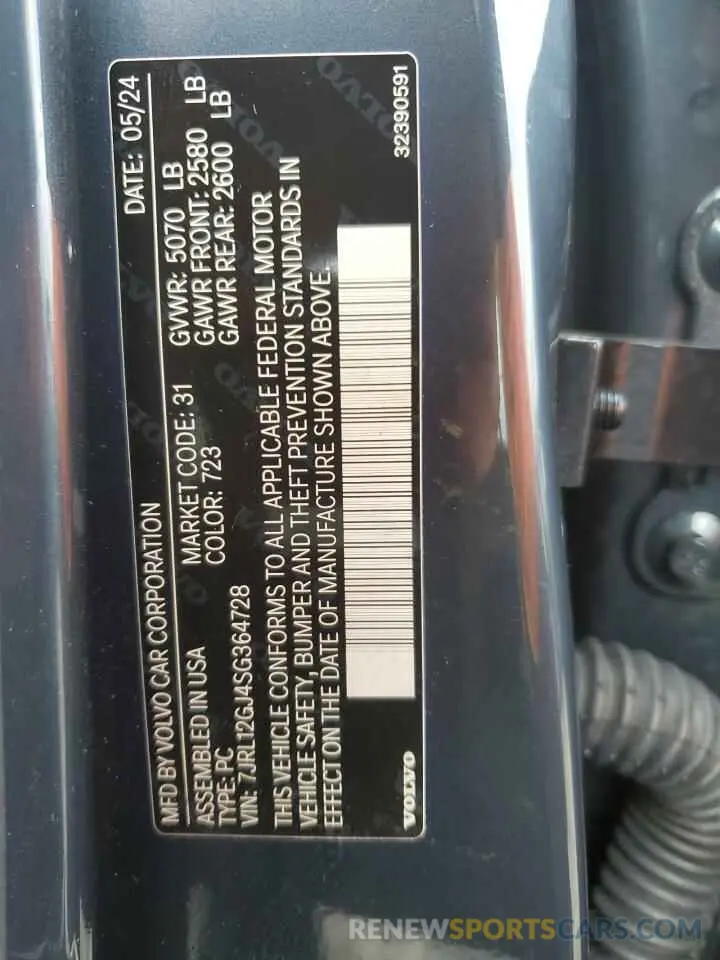 MFD BY VOLVO CAR CORPORATION DATE: 05/24
ASSEMBLED IN USA MARKET CODE: 31 GVWR: 5070 LB
TYPE: PC COLOR: 723 GAWR FRONT: 2580 LB
VIN: 7JRL12GJ4SG364728 GAWR REAR: 2600 LB
THIS VEHICLE CONFORMS TO ALL APPLICABLE FEDERAL MOTOR
VEHICLE SAFETY, BUMPER AND THEFT PREVENTION STANDARDS IN
EFFECT ON THE DATE OF MANUFACTURE SHOWN ABOVE.
VOLVO 32390591
RENEWSPORTSCARS.COM